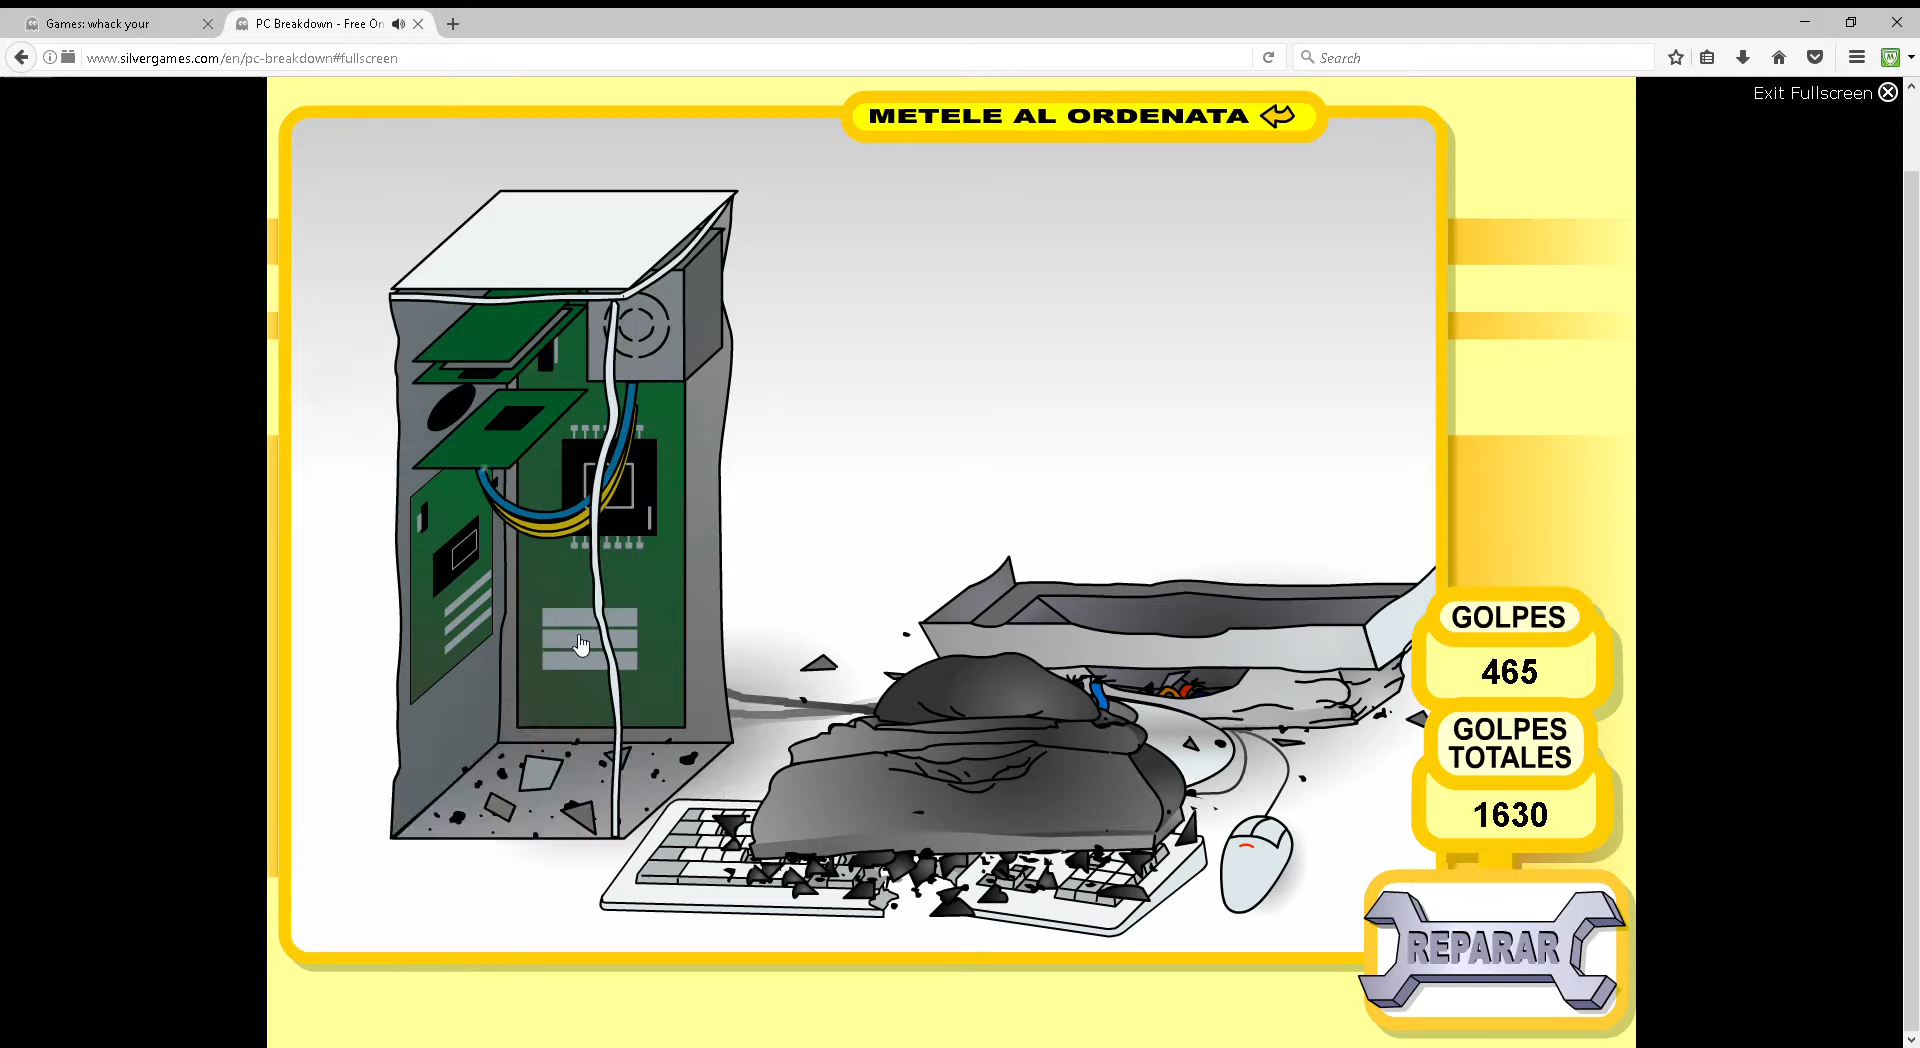 Games: whack your
PC Breakdown - Free On
www.silvergames.com/en/pc-breakdown#fullscreen
Search
Exit Fullscreen
METELE AL ORDENATA
GOLPES
465
GOLPES
TOTALES
1630
REPARAR